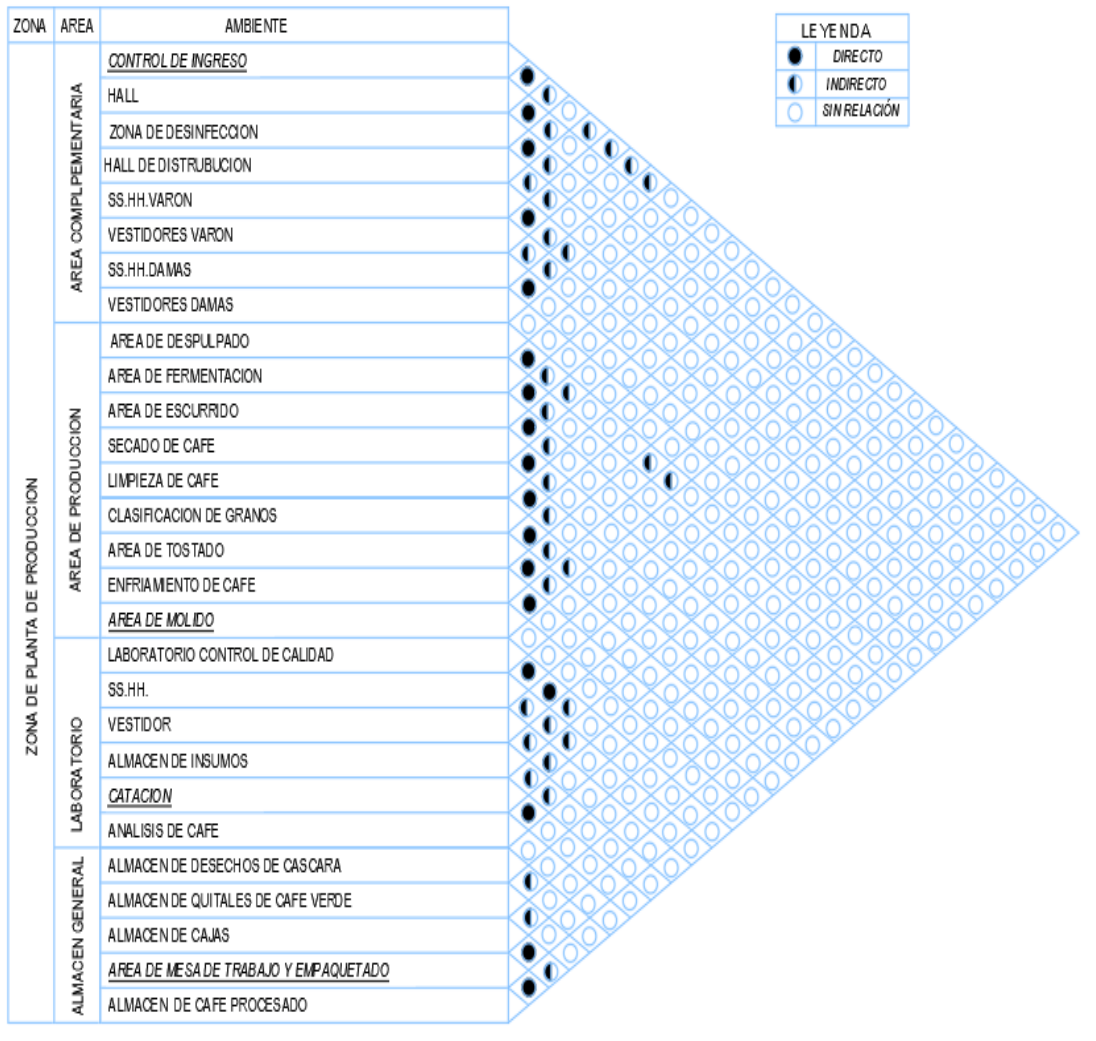 ZONA AREA AMBIENTE
LEYENDA
DIRECTO
INDIRECTO
SIN RELACIÓN
ZONA DE PLANTA DE PRODUCCION
AREA COMPLPEMENTARIA
CONTROL DE INGRESO
HALL
ZONA DE DESINFECCION
HALL DE DISTRUBUCION
SS.HH.VARON
VESTIDORES VARON
SS.HH.DAMAS
VESTIDORES DAMAS
AREA DE PRODUCCION
AREA DE DESPULPADO
AREA DE FERMENTACION
AREA DE ESCURRIDO
SECADO DE CAFE
LIMPIEZA DE CAFE
CLASIFICACION DE GRANOS
AREA DE TOSTADO
ENFRIAMIENTO DE CAFE
AREA DE MOLIDO
LABORATORIO
LABORATORIO CONTROL DE CALIDAD
SS.HH.
VESTIDOR
ALMACEN DE INSUMOS
CATACION
ANALISIS DE CAFE
ALMACEN GENERAL
ALMACEN DE DESECHOS DE CASCARA
ALMACEN DE QUITALES DE CAFE VERDE
ALMACEN DE CAJAS
AREA DE MESA DE TRABAJO Y EMPAQUETADO
ALMACEN DE CAFE PROCESADO